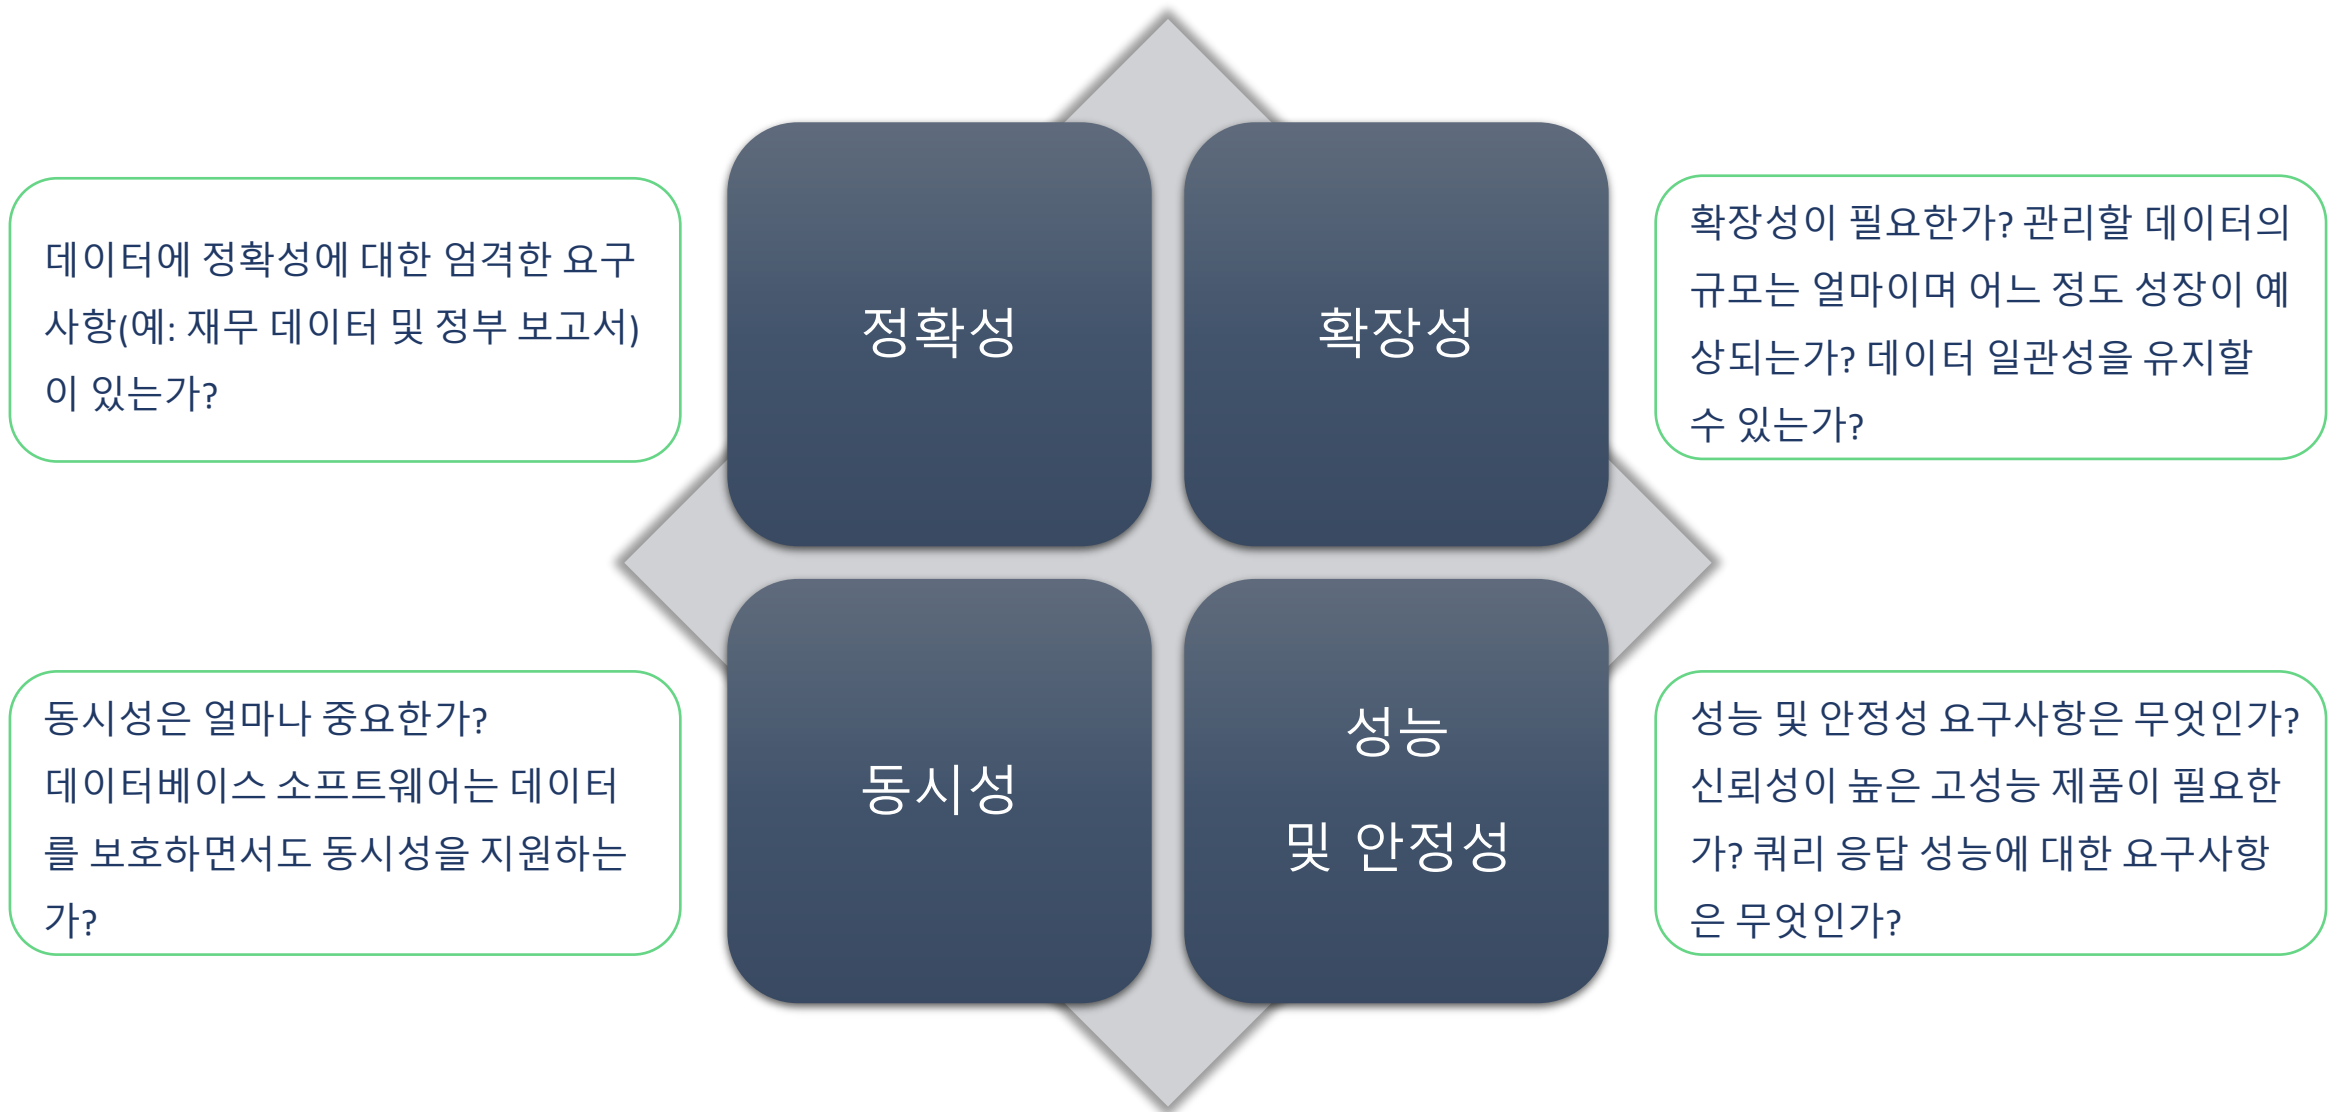 데이터에 정확성에 대한 엄격한 요구
사항(예: 재무 데이터 및 정부 보고서)
이 있는가?
정확성
확장성
확장성이 필요한가? 관리할 데이터의
규모는 얼마이며 어느 정도 성장이 예
상되는가? 데이터 일관성을 유지할
수 있는가?
동시성은 얼마나 중요한가?
데이터베이스 소프트웨어는 데이터
를 보호하면서도 동시성을 지원하는
가?
동시성
성능
및 안정성
성능 및 안정성 요구사항은 무엇인가?
신뢰성이 높은 고성능 제품이 필요한
가? 쿼리 응답 성능에 대한 요구사항
은 무엇인가?